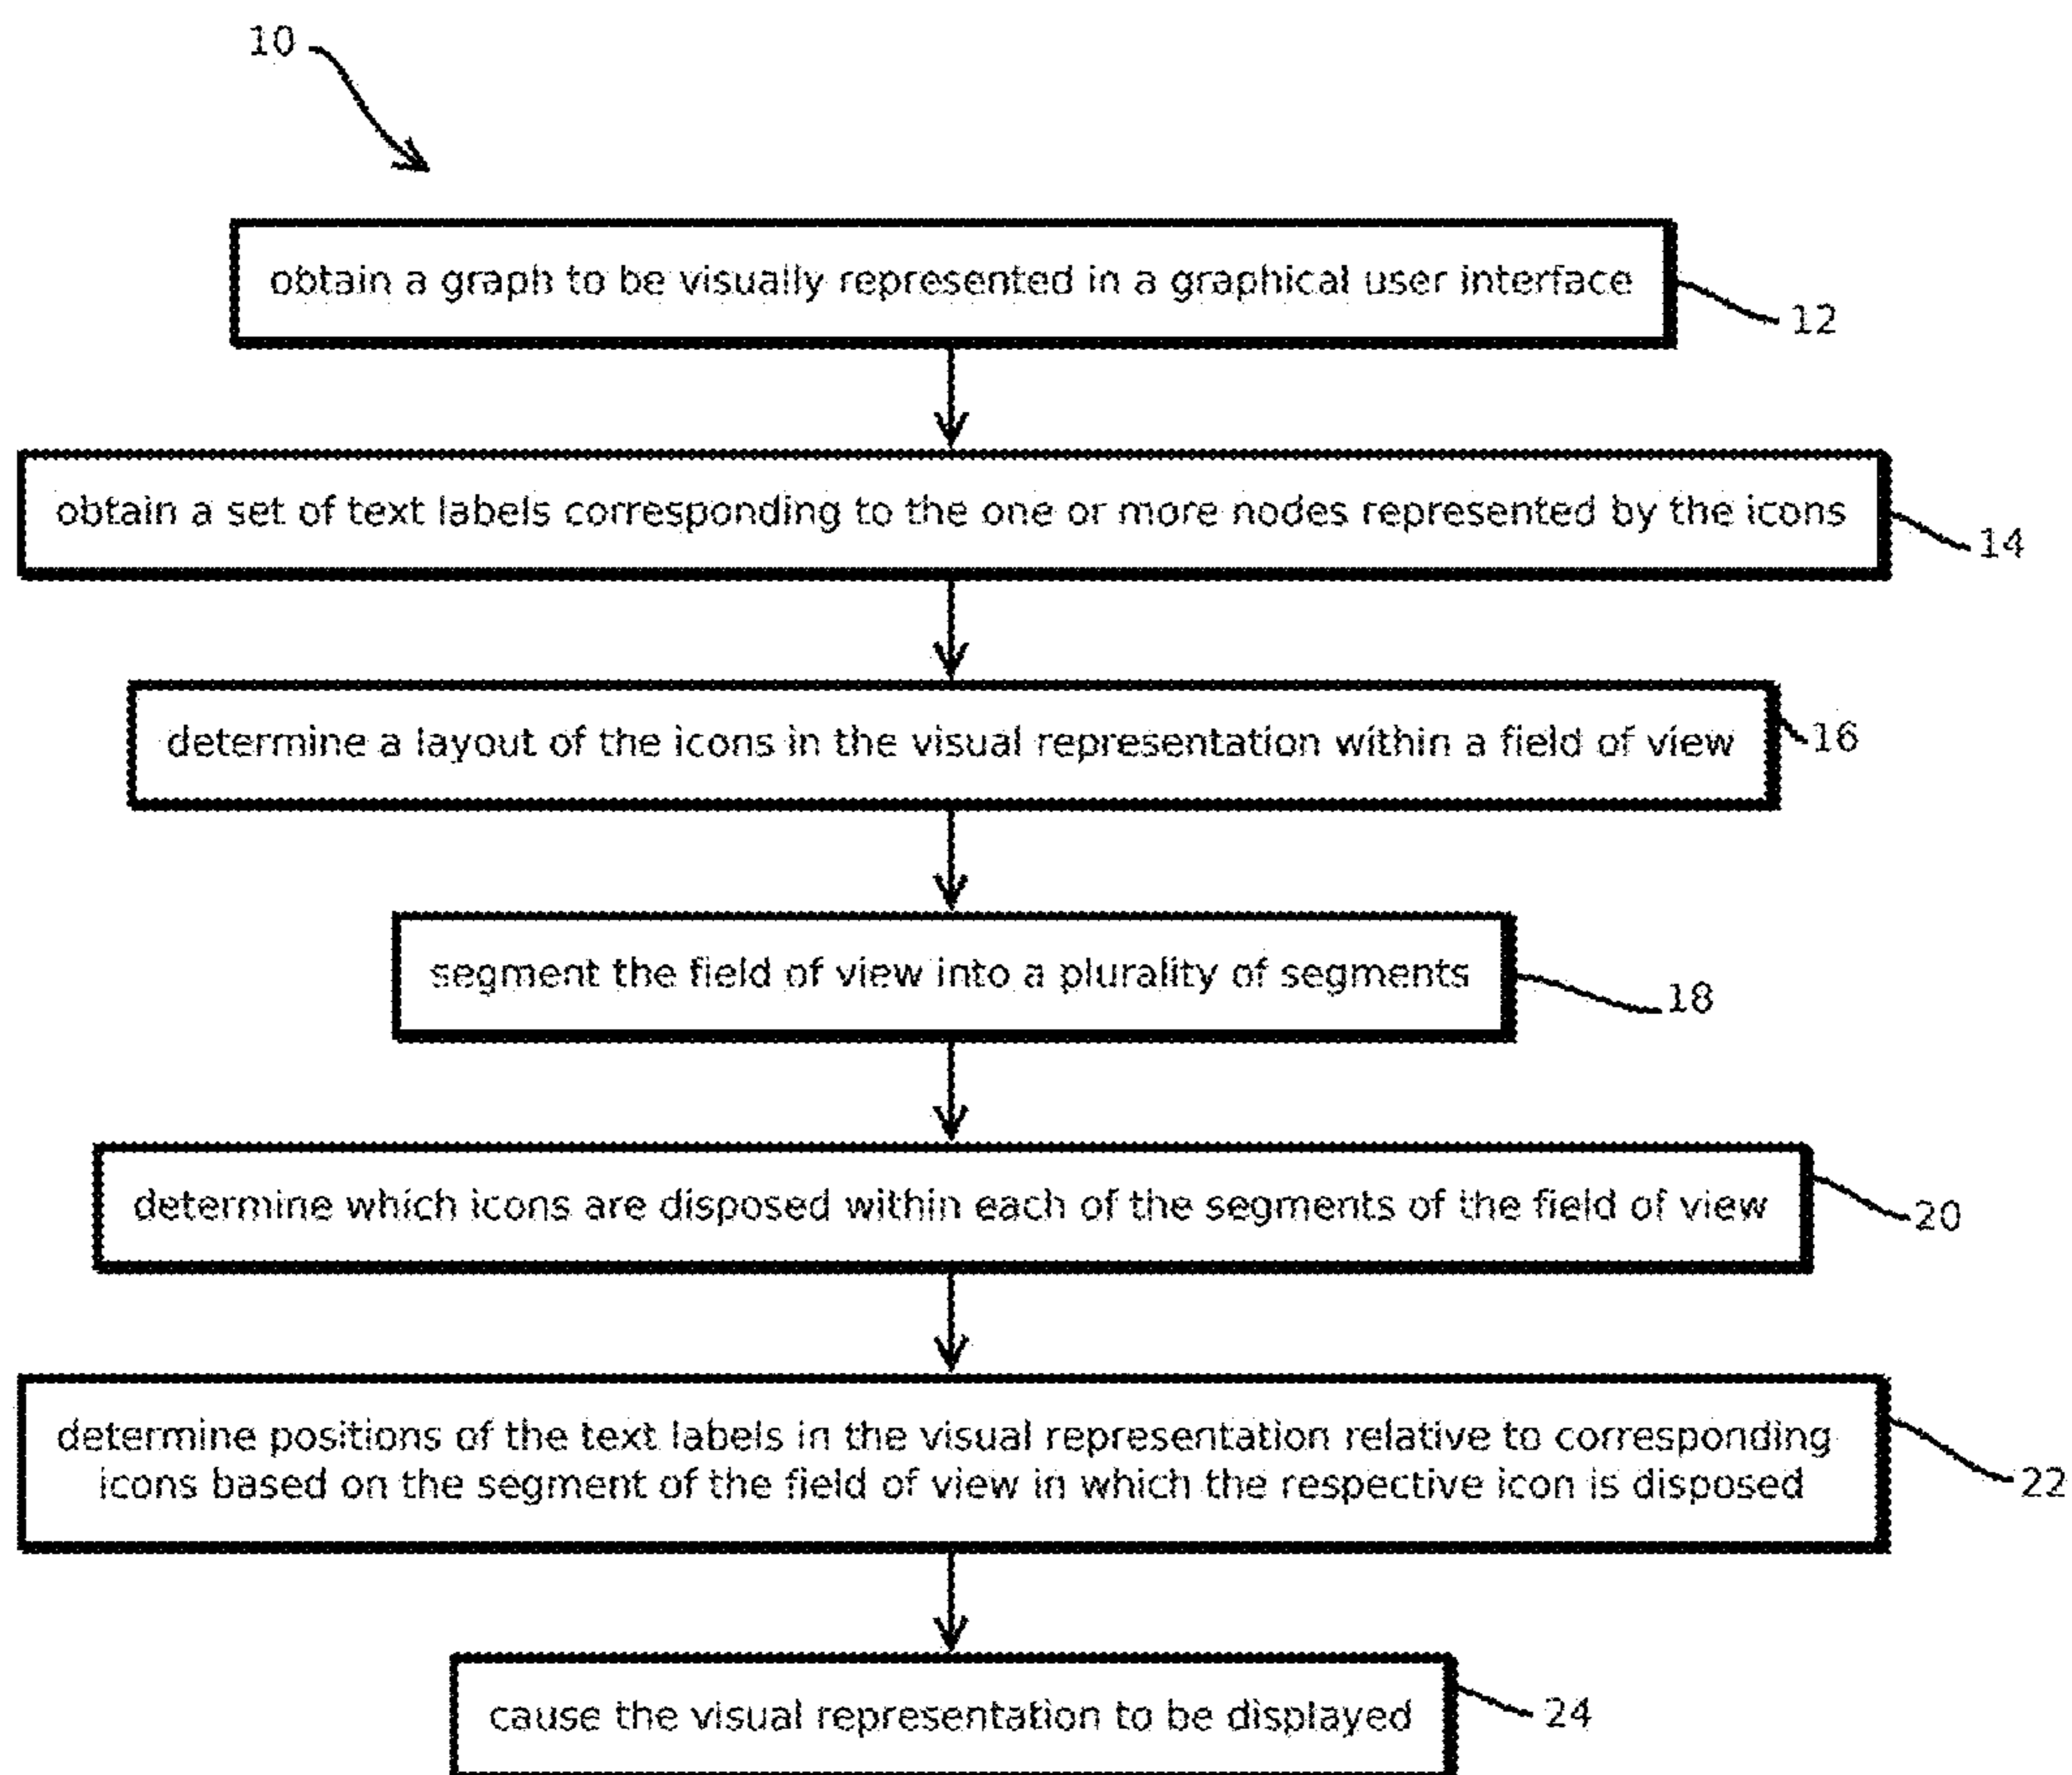 10
obtain a graph to be visually represented in a graphical user interface
12
obtain a set of text labels corresponding to the one or more nodes represented by the icons
14
determine a layout of the icons in the visual representation within a field of view
16
segment the field of view into a plurality of segments
18
determine which icons are disposed within each of the segments of the field of view
20
determine positions of the text labels in the visual representation relative to corresponding
icons based on the segment of the field of view in which the respective icon is disposed
22
cause the visual representation to be displayed
24